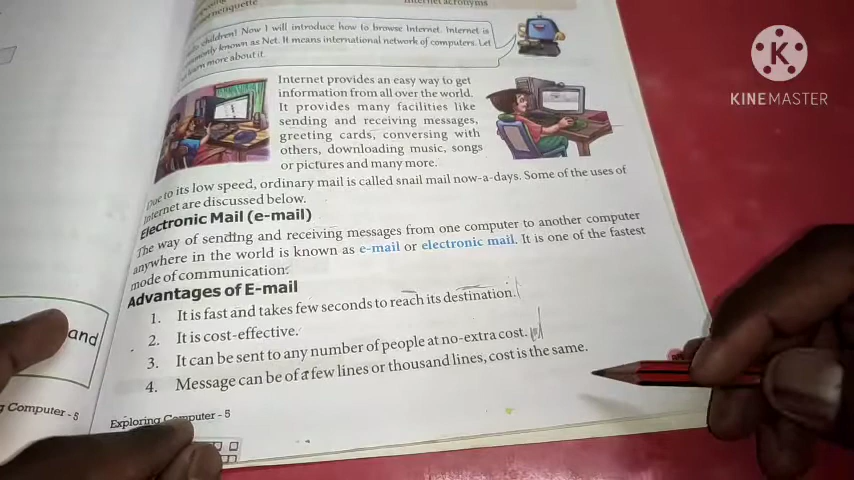 Internet acronyms
children! Now I will introduce how to browse Internet. Internet is
commonly known as Net. It means international network of computers. Let
learn more about it.
KINEMASTER
Internet provides an easy way to get
information from all over the world.
It provides many facilities like
sending and receiving messages,
greeting cards, conversing with
others, downloading music, songs
or pictures and many more.
Due to its low speed, ordinary mail is called snail mail now-a-days. Some of the uses of
Internet are discussed below.
Electronic Mail (e-mail)
The way of sending and receiving messages from one computer to another computer
anywhere in the world is known as e-mail or electronic mail. It is one of the fastest
mode of communication.
Advantages of E-mail
1. It is fast and takes few seconds to reach its destination.
2. It is cost-effective.
3. It can be sent to any number of people at no-extra cost.
4. Message can be of a few lines or thousand lines, cost is the same.
Exploring Computer - 5
and
Computer - 5